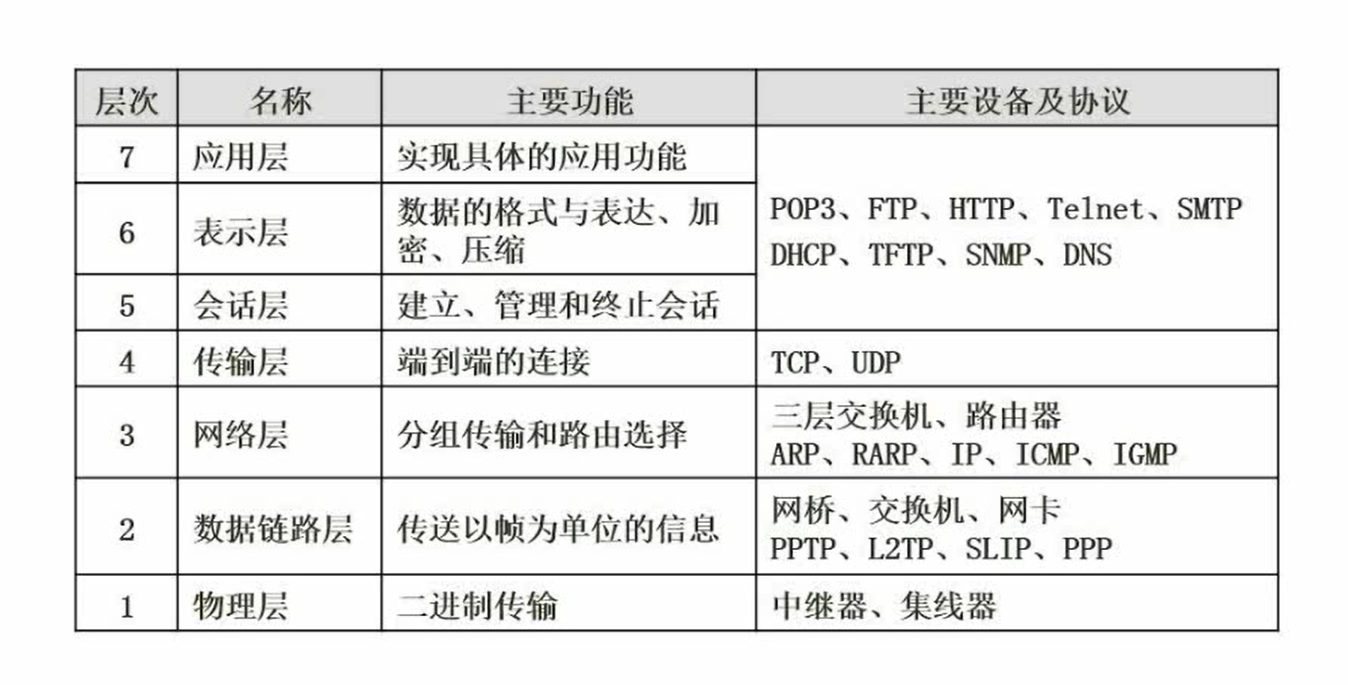 层次 名称 主要功能 主要设备及协议
7 应用层 实现具体的应用功能
6 表示层 数据的格式与表达、加
密、压缩
POP3、FTP、HTTP、Telnet、SMTP
DHCP、TFTP、SNMP、DNS
5 会话层 建立、管理和终止会话
4 传输层 端到端的连接 TCP、UDP
3 网络层 分组传输和路由选择 三层交换机、路由器
ARP、RARP、IP、ICMP、IGMP
2 数据链路层 传送以帧为单位的信息 网桥、交换机、网卡
PPTP、L2TP、SLIP、PPP
1 物理层 二进制传输 中继器、集线器